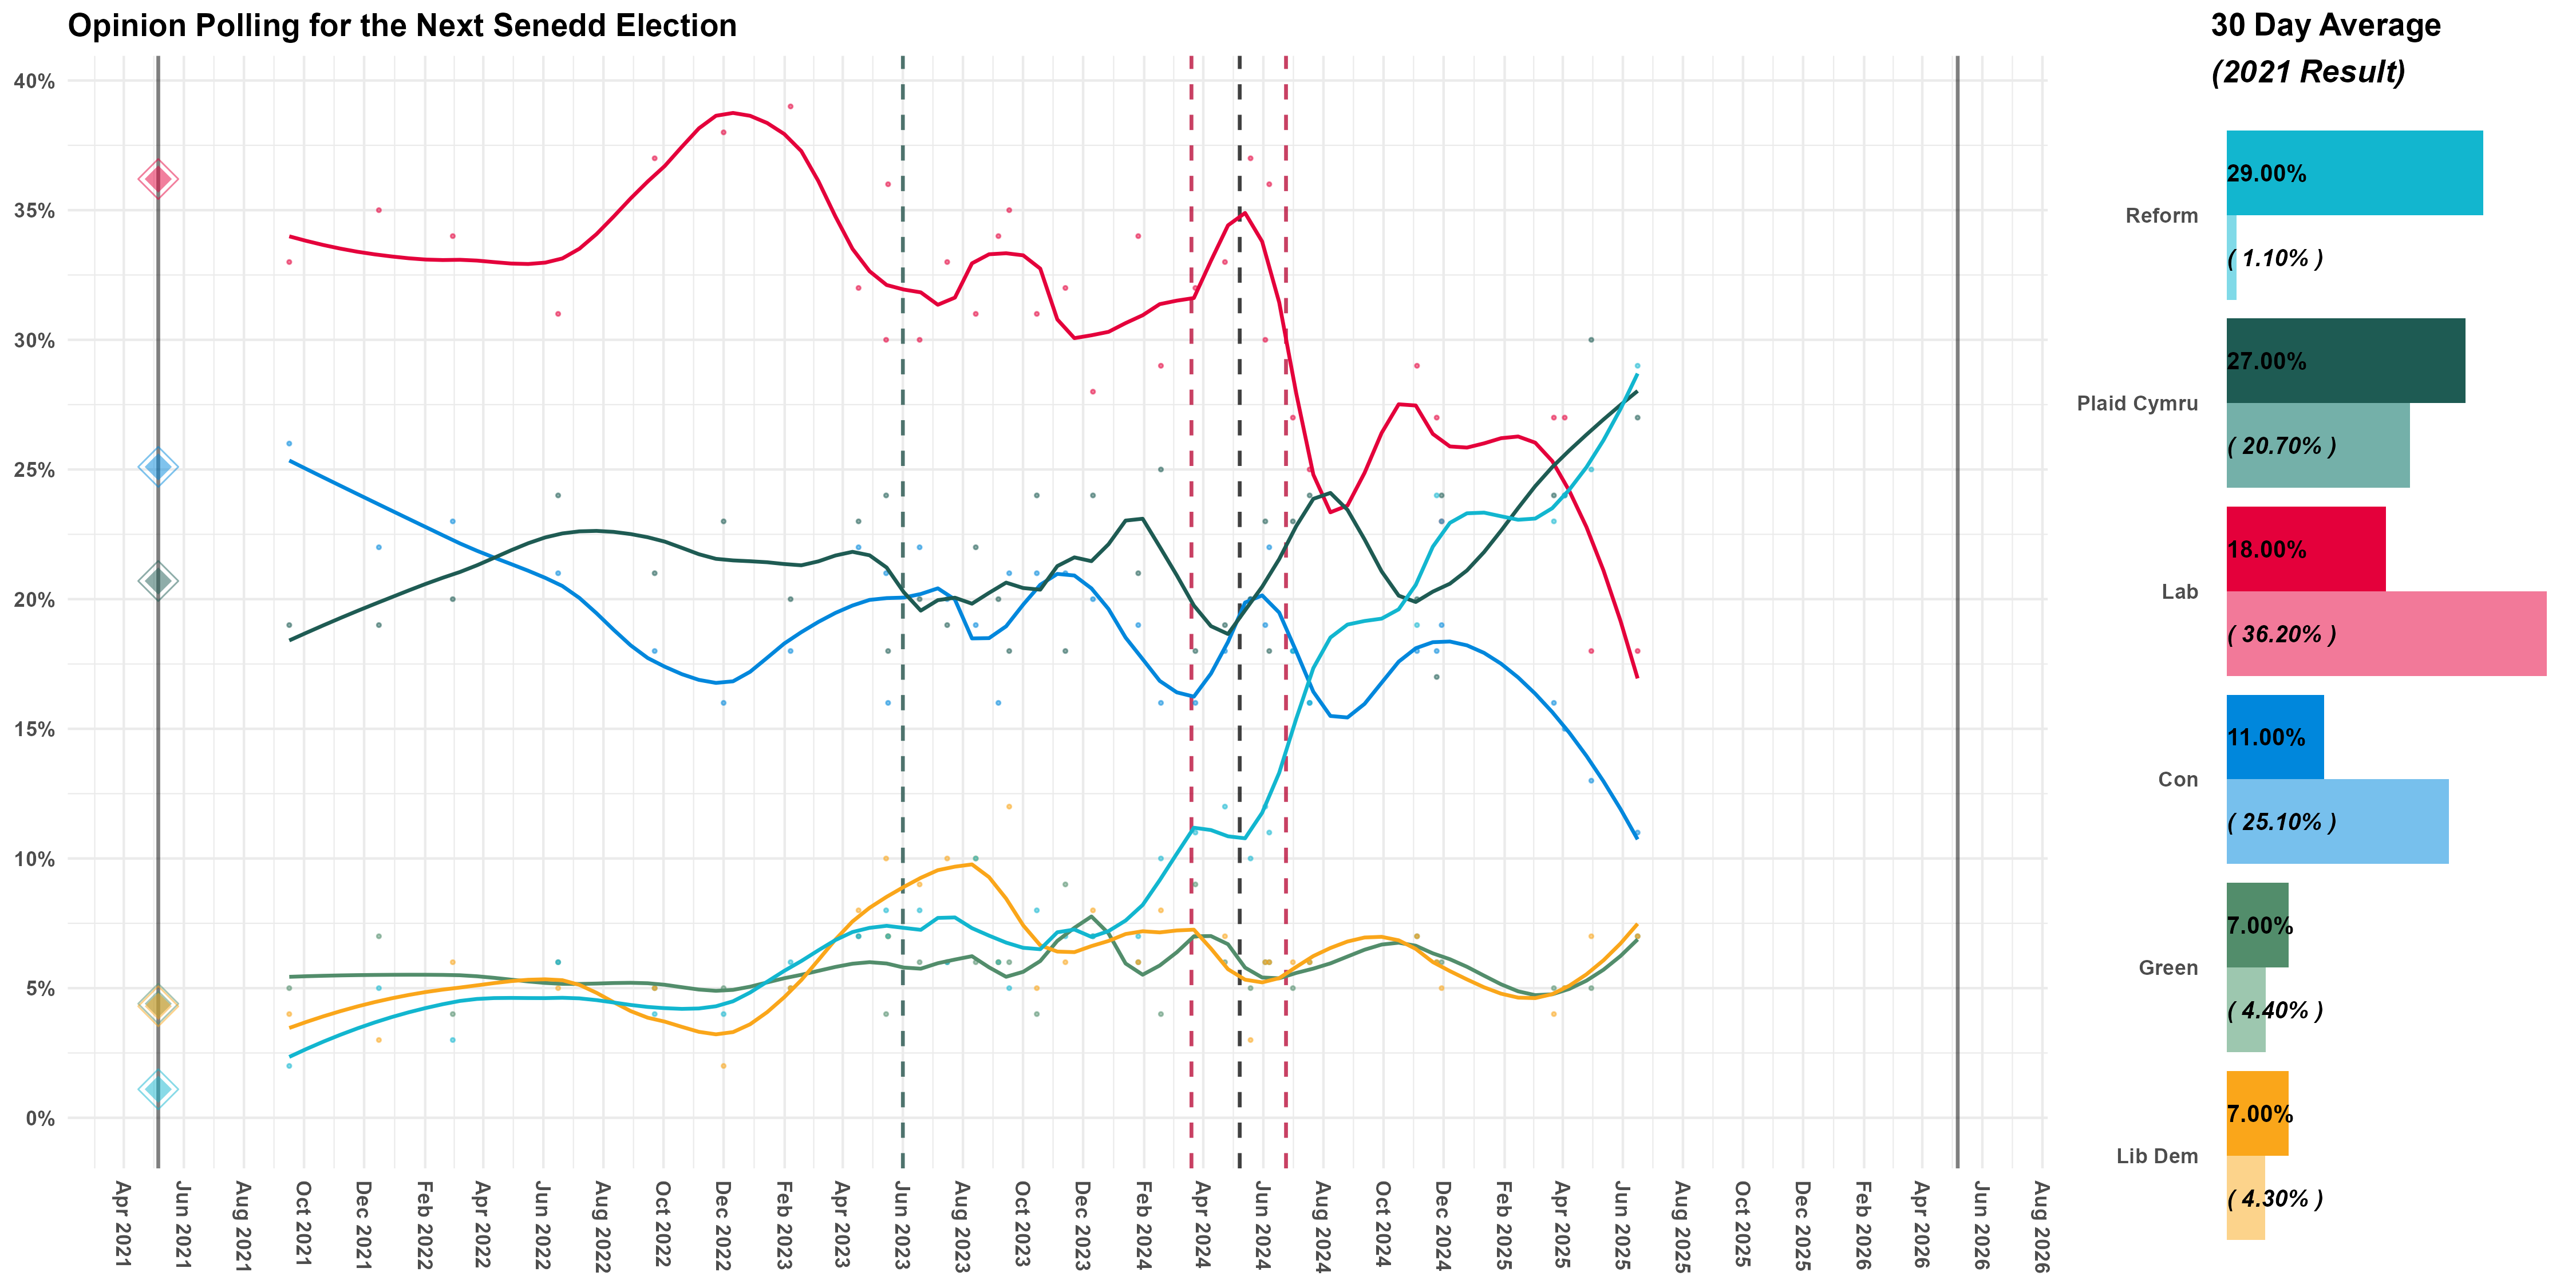 Opinion Polling for the Next Senedd Election
40%
35%
30%
25%
20%
15%
10%
5%
0%
Apr 2021
Jun 2021
Aug 2021
Oct 2021
Dec 2021
Feb 2022
Apr 2022
Jun 2022
Aug 2022
Oct 2022
Dec 2022
Feb 2023
Apr 2023
Jun 2023
Aug 2023
Oct 2023
Dec 2023
Feb 2024
Apr 2024
Jun 2024
Aug 2024
Oct 2024
Dec 2024
Feb 2025
Apr 2025
Jun 2025
Aug 2025
Oct 2025
Dec 2025
Feb 2026
Apr 2026
Jun 2026
Aug 2026
30 Day Average
(2021 Result)
Reform
29.00%
( 1.10% )
Plaid Cymru
27.00%
( 20.70% )
Lab
18.00%
( 36.20% )
Con
11.00%
( 25.10% )
Green
7.00%
( 4.40% )
Lib Dem
7.00%
( 4.30% )